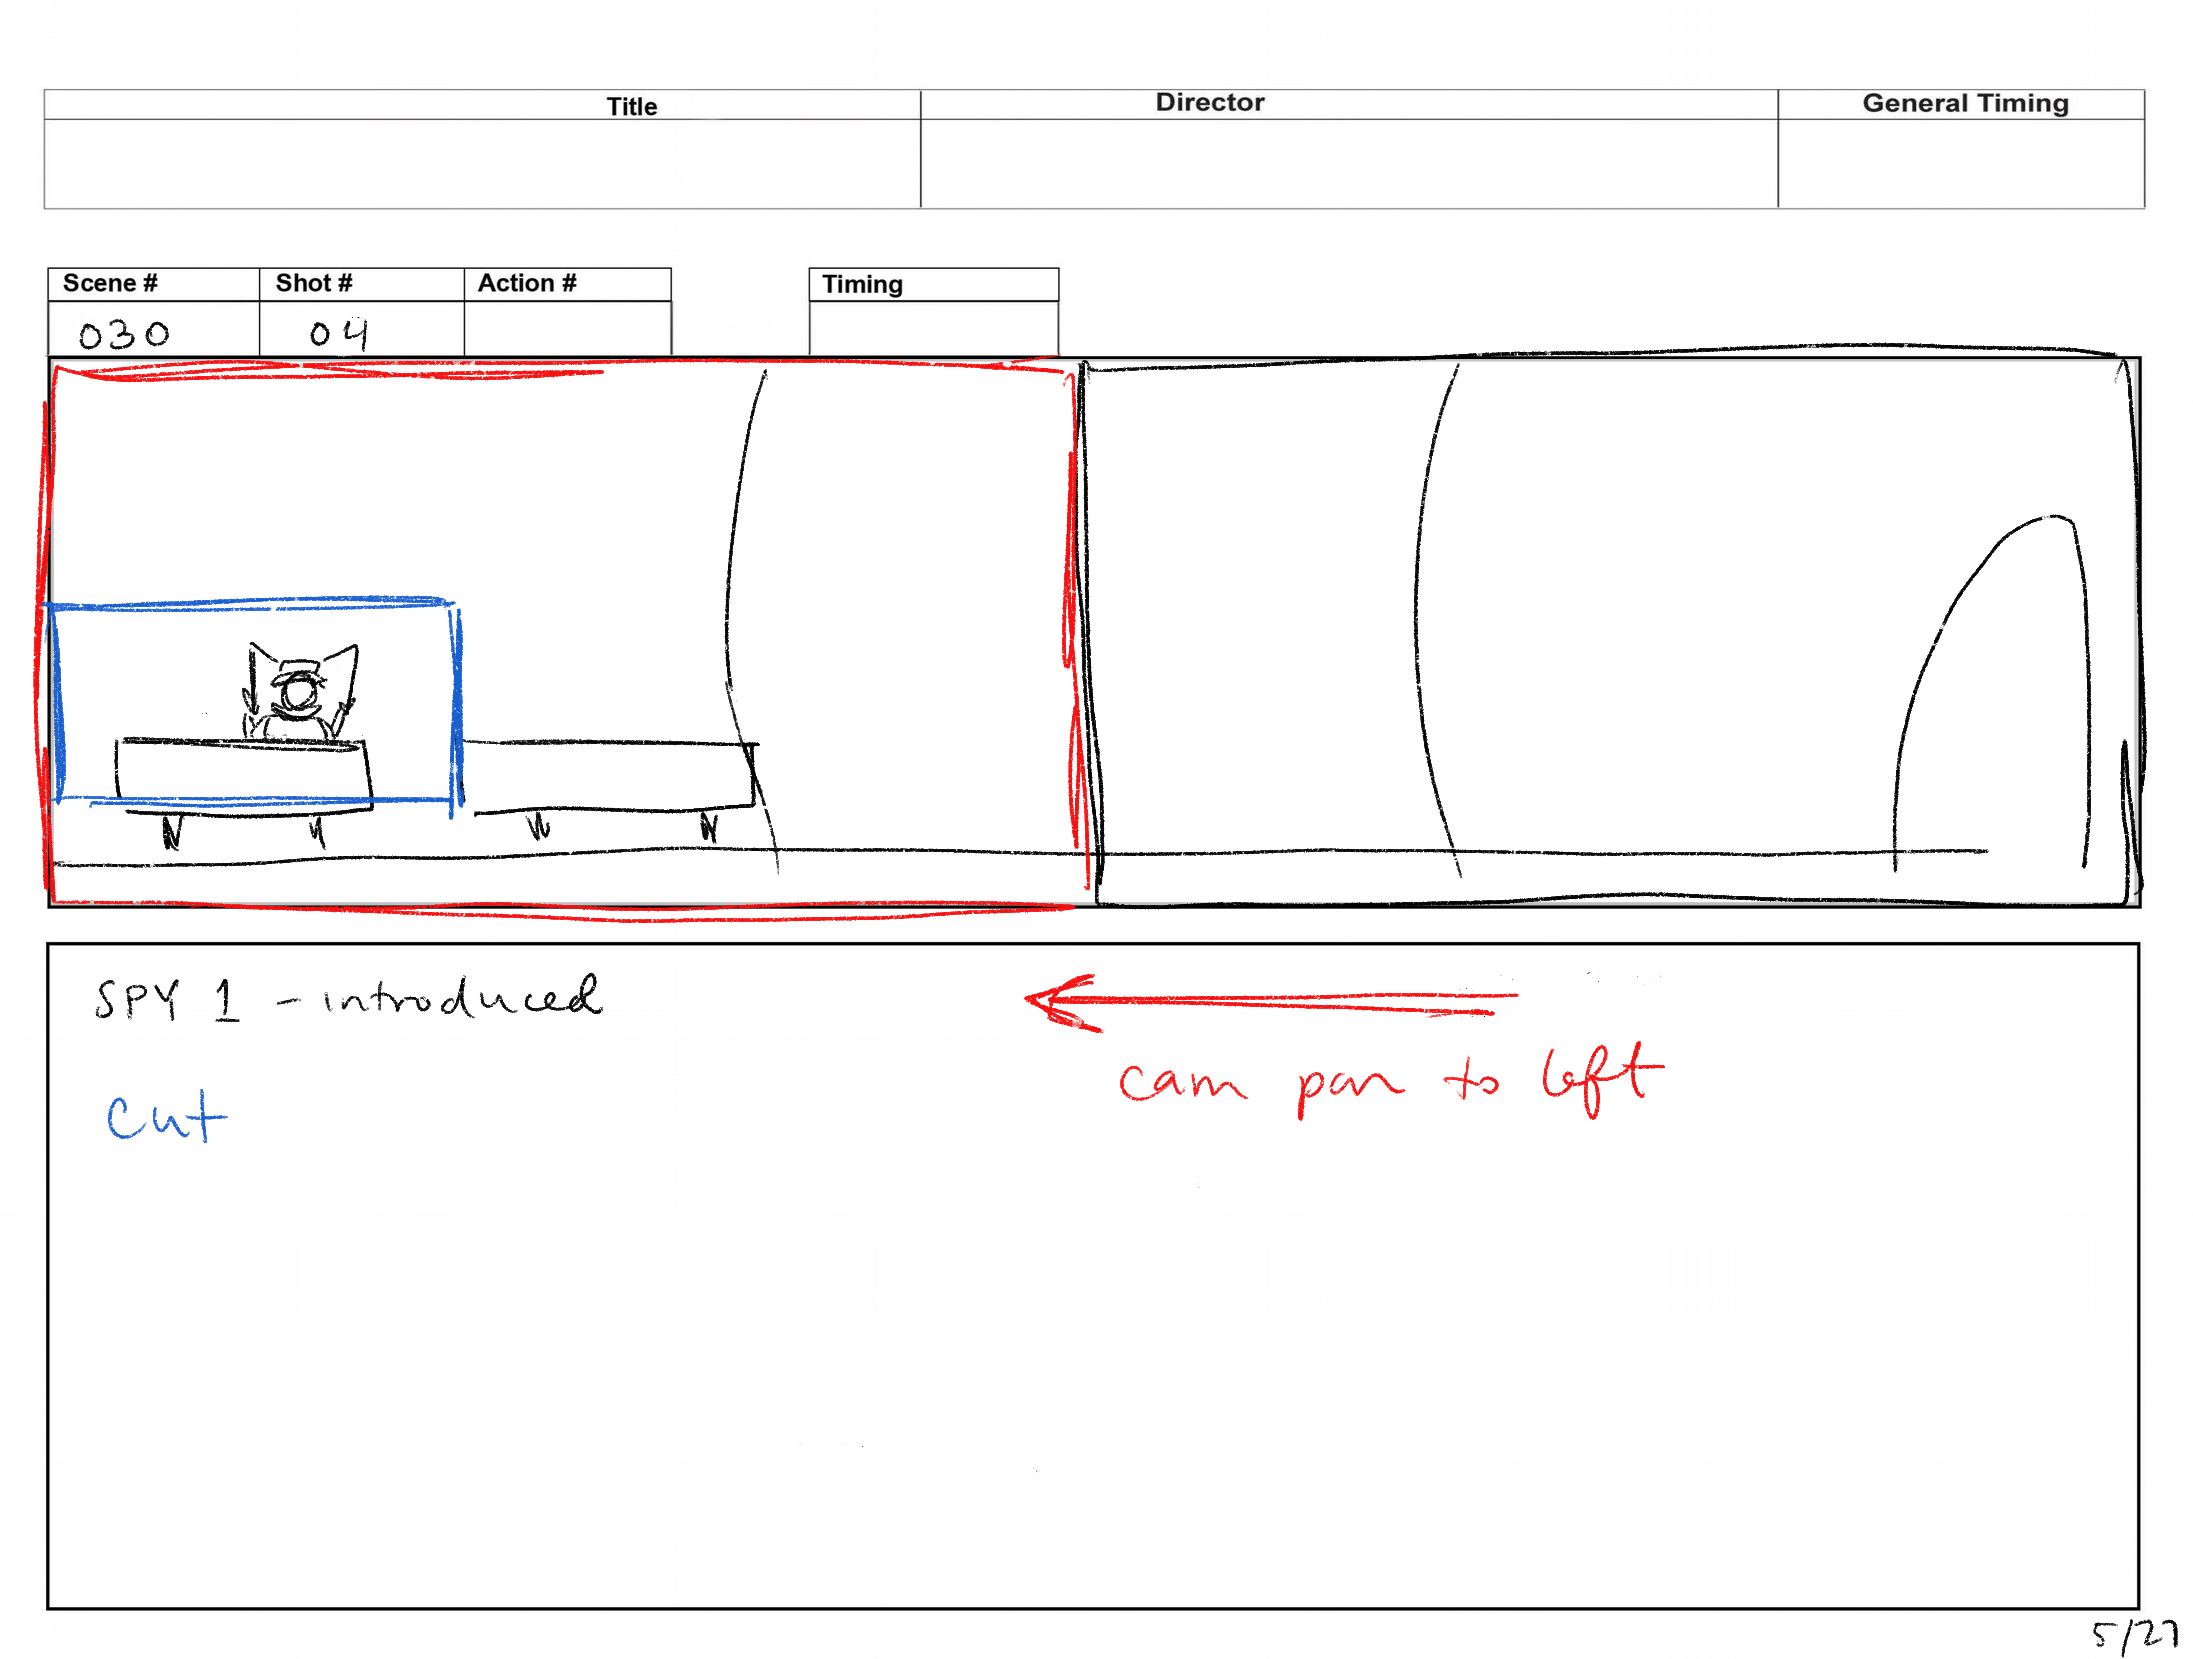 Title Director General Timing
Scene # Shot # Action # Timing
030 04
SPY 1 - introduced
cam pan to left
cut
5/27